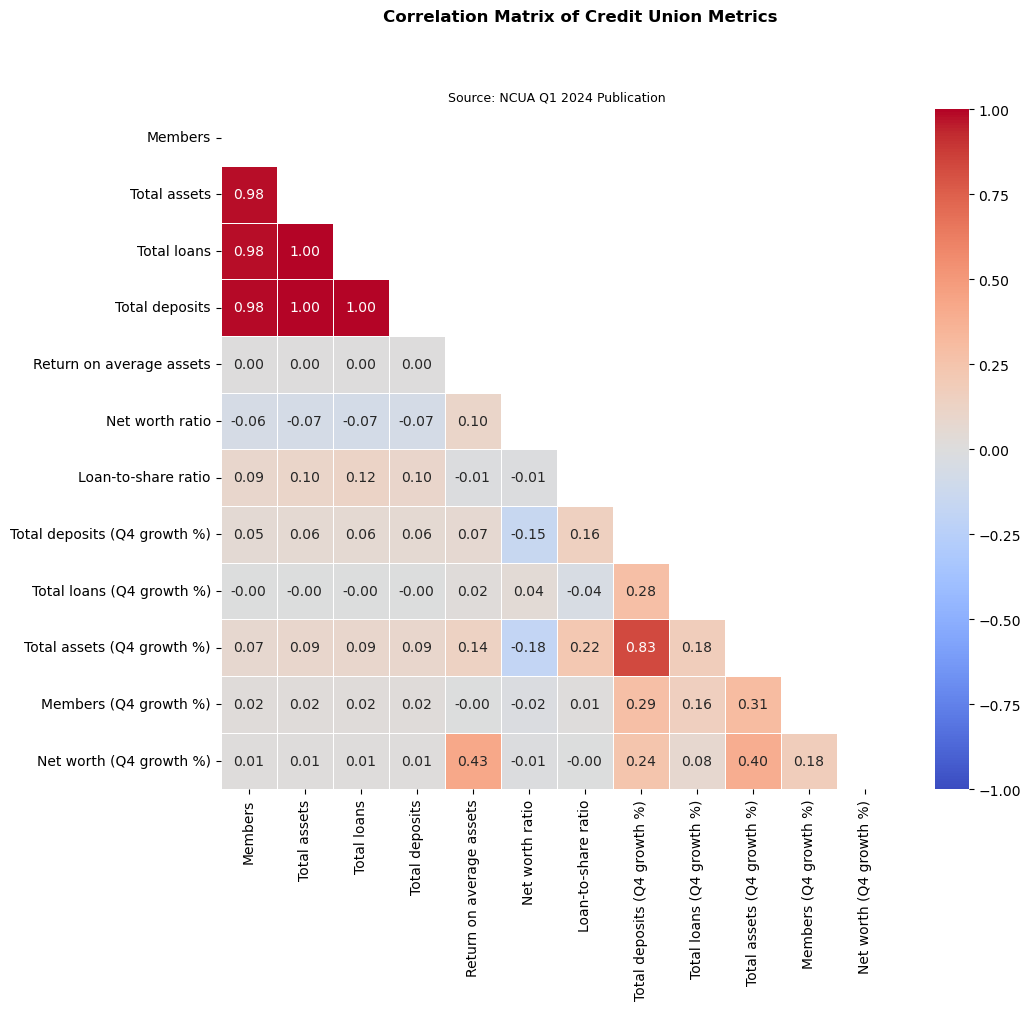 Correlation Matrix of Credit Union Metrics
Source: NCUA Q1 2024 Publication
Members
Total assets 0.98
Total loans 0.98 1.00
Total deposits 0.98 1.00 1.00
Return on average assets 0.00 0.00 0.00 0.00
Net worth ratio -0.06 -0.07 -0.07 -0.07 0.10
Loan-to-share ratio 0.09 0.10 0.12 0.10 -0.01 -0.01
Total deposits (Q4 growth %) 0.05 0.06 0.06 0.06 0.07 -0.15 0.16
Total loans (Q4 growth %) -0.00 -0.00 -0.00 -0.00 0.02 0.04 -0.04 0.28
Total assets (Q4 growth %) 0.07 0.09 0.09 0.09 0.14 -0.18 0.22 0.83 0.18
Members (Q4 growth %) 0.02 0.02 0.02 0.02 -0.00 -0.02 0.01 0.29 0.16 0.31
Net worth (Q4 growth %) 0.01 0.01 0.01 0.01 0.43 -0.01 -0.00 0.24 0.08 0.40 0.18
Members
Total assets
Total loans
Total deposits
Return on average assets
Net worth ratio
Loan-to-share ratio
Total deposits (Q4 growth %)
Total loans (Q4 growth %)
Total assets (Q4 growth %)
Members (Q4 growth %)
Net worth (Q4 growth %)
1.00
0.75
0.50
0.25
0.00
−0.25
−0.50
−0.75
−1.00